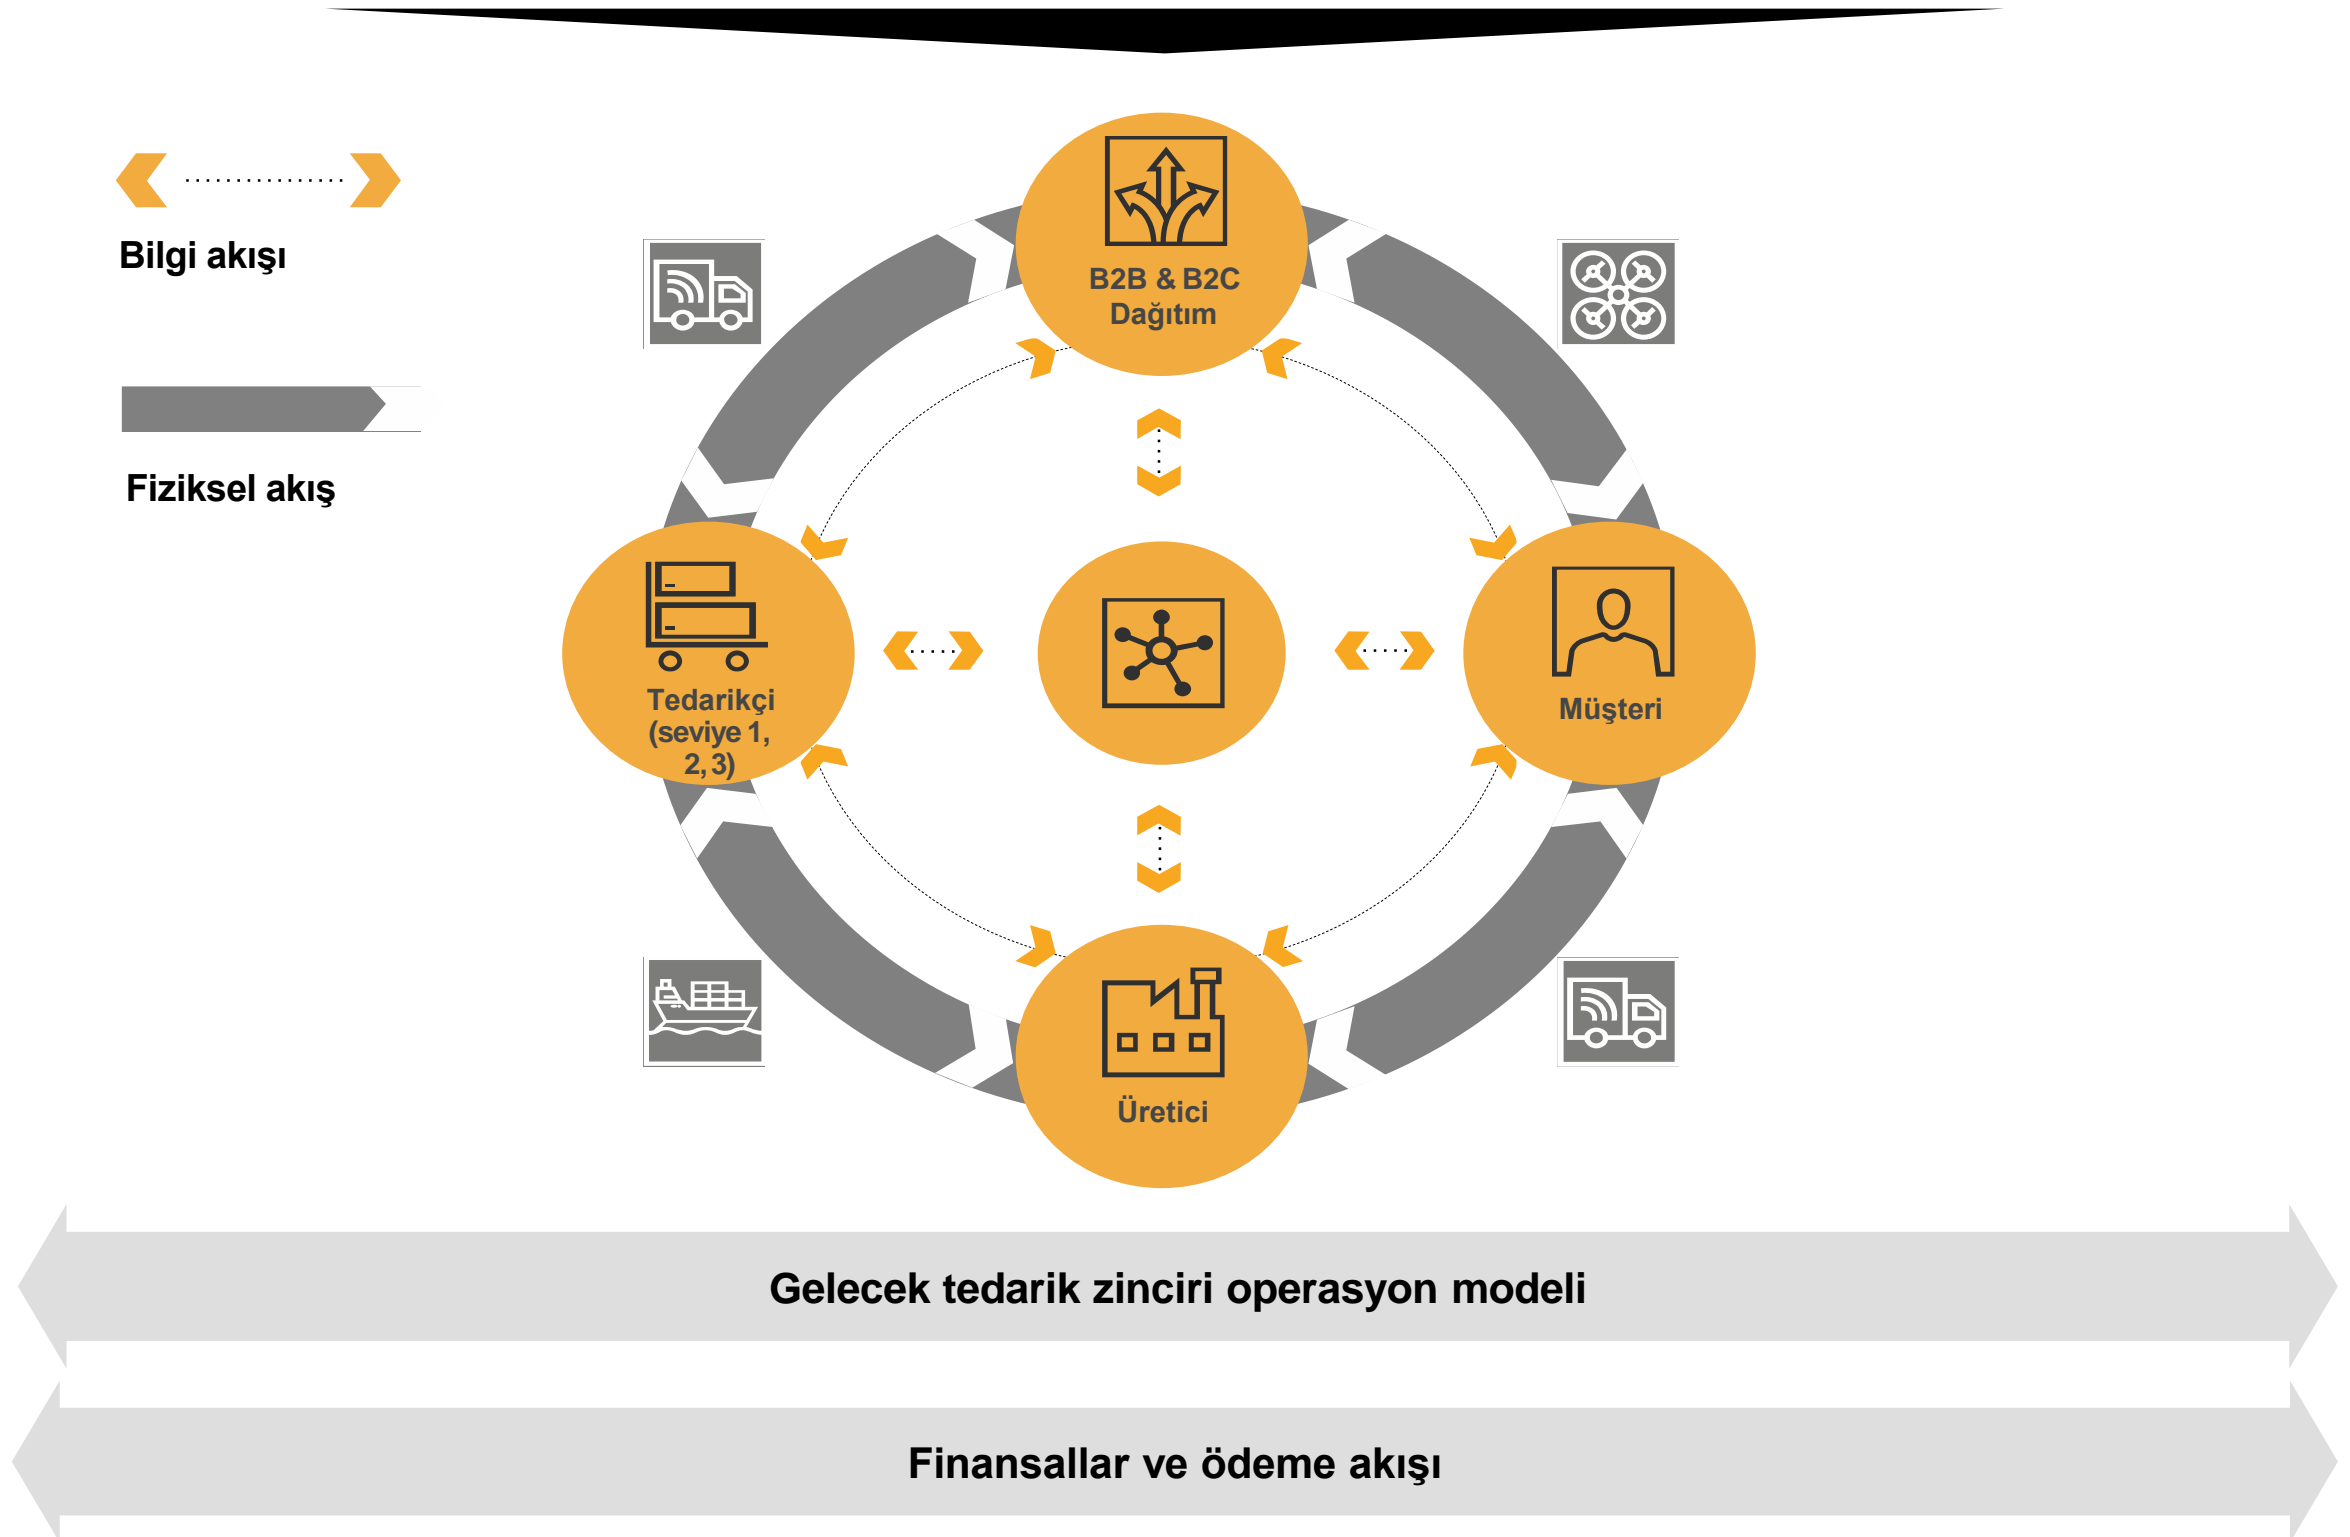 Bilgi akışı
Fiziksel akış
B2B & B2C
Dağıtım
Tedarikçi
(seviye 1,
2, 3)
Müşteri
Üretici
Gelecek tedarik zinciri operasyon modeli
Finansallar ve ödeme akışı